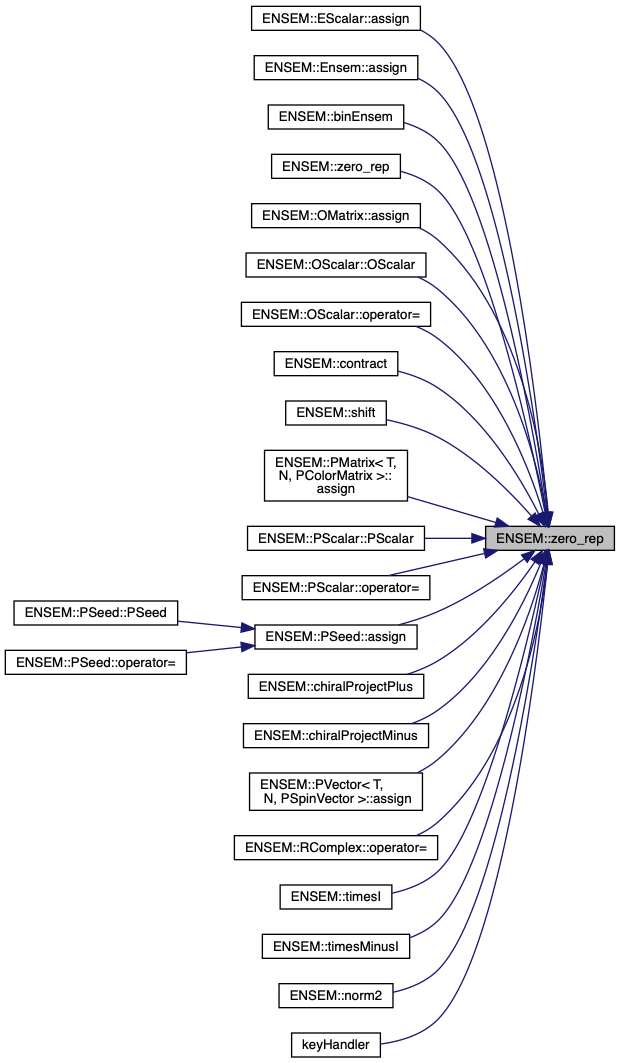 ENSEM::EScalar::assign
ENSEM::Ensem::assign
ENSEM::binEnsem
ENSEM::zero_rep
ENSEM::OMatrix::assign
ENSEM::OScalar::OScalar
ENSEM::OScalar::operator=
ENSEM::contract
ENSEM::shift
ENSEM::PMatrix< T,
N, PColorMatrix >::
assign
ENSEM::PScalar::PScalar
ENSEM::zero_rep
ENSEM::PScalar::operator=
ENSEM::PSeed::PSeed
ENSEM::PSeed::assign
ENSEM::PSeed::operator=
ENSEM::chiralProjectPlus
ENSEM::chiralProjectMinus
ENSEM::PVector< T,
N, PSpinVector >::assign
ENSEM::RComplex::operator=
ENSEM::timesI
ENSEM::timesMinusI
ENSEM::norm2
keyHandler